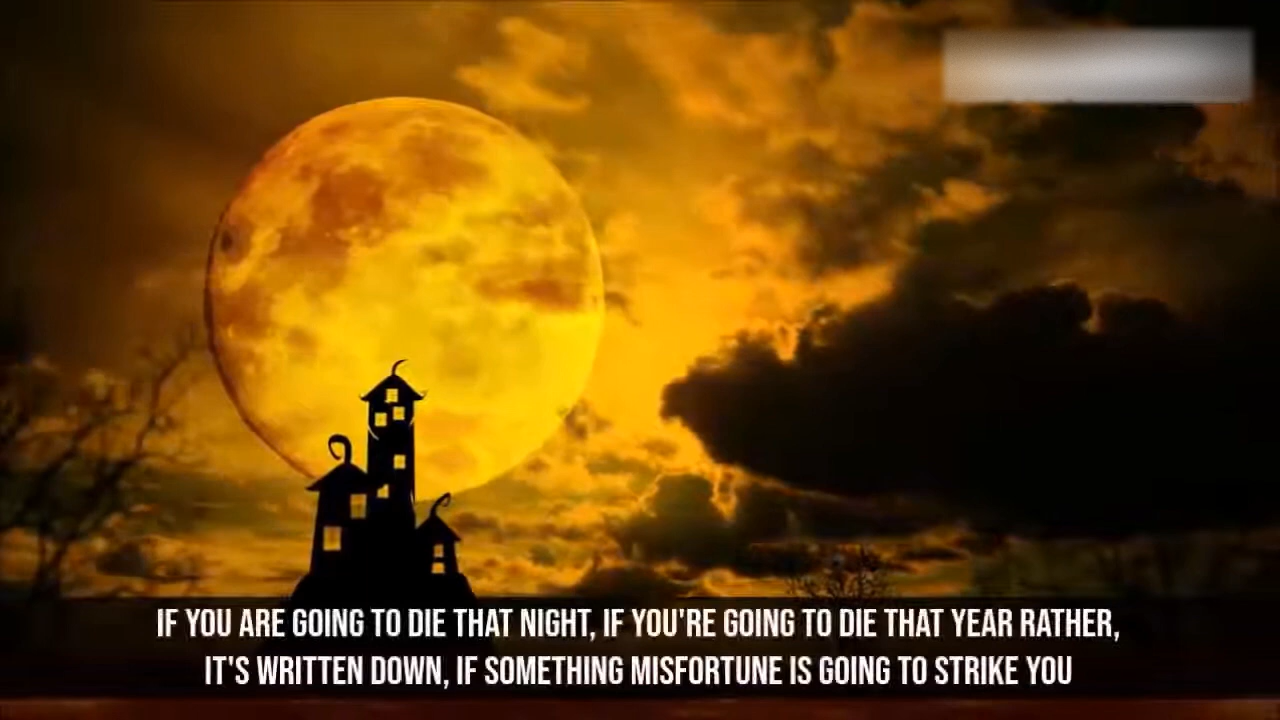 IF YOU ARE GOING TO DIE THAT NIGHT, IF YOU'RE GOING TO DIE THAT YEAR RATHER,
IT'S WRITTEN DOWN, IF SOMETHING MISFORTUNE IS GOING TO STRIKE YOU